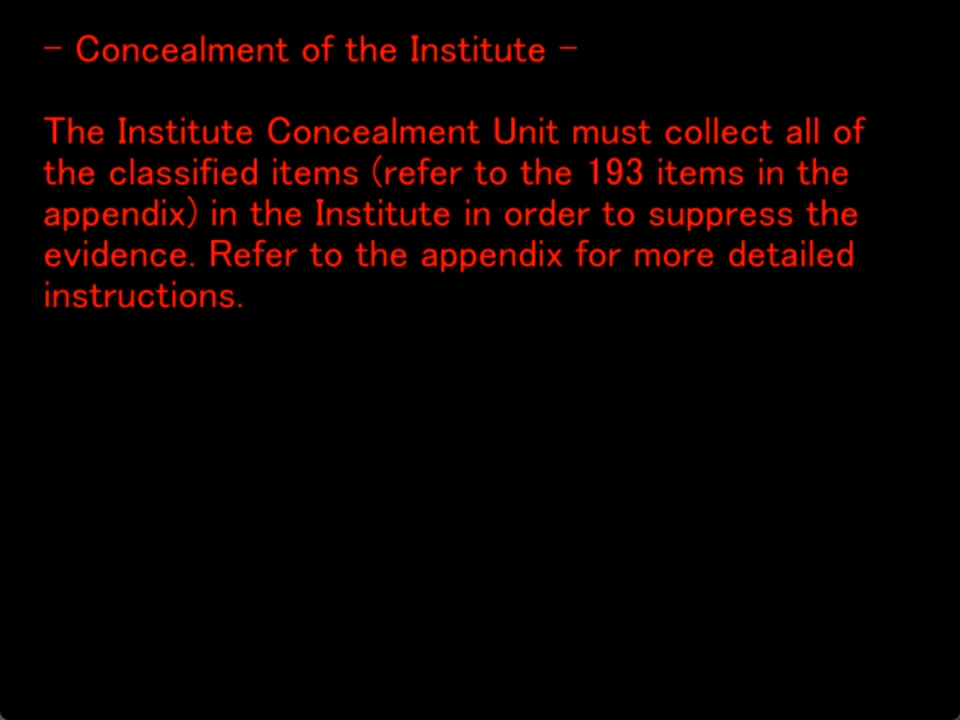 - Concealment of the Institute -
The Institute Concealment Unit must collect all of
the classified items (refer to the 193 items in the
appendix) in the Institute in order to suppress the
evidence. Refer to the appendix for more detailed
instructions.